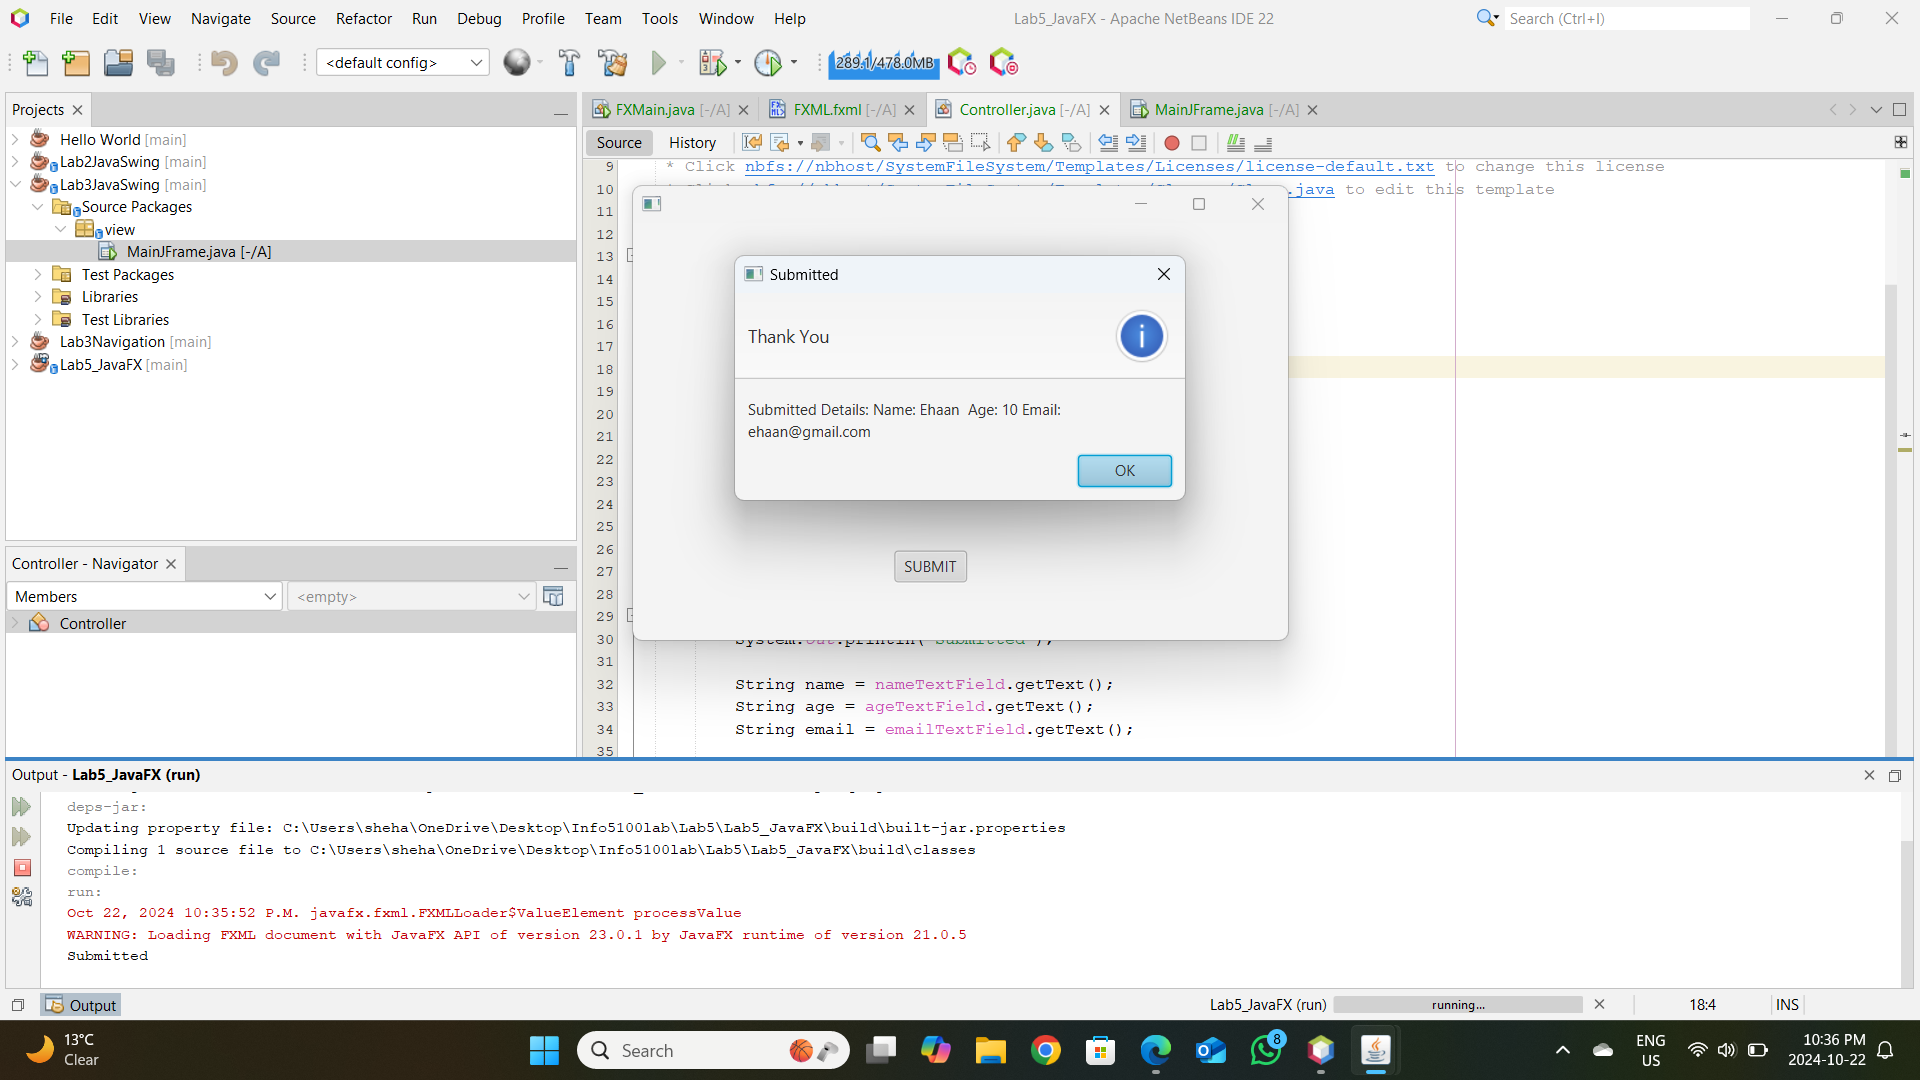 File Edit View Navigate Source Refactor Run Debug Profile Team Tools Window Help
Lab5_JavaFX - Apache NetBeans IDE 22
Search (Ctrl+I)
<default config>
289.1/478.0MB
Projects
Hello World [main]
Lab2JavaSwing [main]
Lab3JavaSwing [main]
Source Packages
view
MainJFrame.java [-/A]
Test Packages
Libraries
Test Libraries
Lab3Navigation [main]
Lab5_JavaFX [main]
Controller - Navigator
Members
<empty>
Controller
FXMain.java [-/A] FXML.fxml [-/A] Controller.java [-/A] MainJFrame.java [-/A]
Source History
9 * Click nbfs://nbhost/SystemFileSystem/Templates/Licenses/license-default.txt to change this license
10 .java to edit this template
11
12
13
14
15
16
17
18
19
20
21
22
23
24
25
26
27
28
29
30 System.out.println("Submitted");
31
32 String name = nameTextField.getText();
33 String age = ageTextField.getText();
34 String email = emailTextField.getText();
35
Submitted
Thank You
Submitted Details: Name: Ehaan  Age: 10 Email:
ehaan@gmail.com
OK
SUBMIT
Output - Lab5_JavaFX (run)
deps-jar:
Updating property file: C:\Users\sheha\OneDrive\Desktop\Info5100lab\Lab5\Lab5_JavaFX\build\built-jar.properties
Compiling 1 source file to C:\Users\sheha\OneDrive\Desktop\Info5100lab\Lab5\Lab5_JavaFX\build\classes
compile:
run:
Oct 22, 2024 10:35:52 P.M. javafx.fxml.FXMLLoader$ValueElement processValue
WARNING: Loading FXML document with JavaFX API of version 23.0.1 by JavaFX runtime of version 21.0.5
Submitted
Output
Lab5_JavaFX (run) running... 18:4 INS
13°C
Clear
Search
8
ENG
US
10:36 PM
2024-10-22